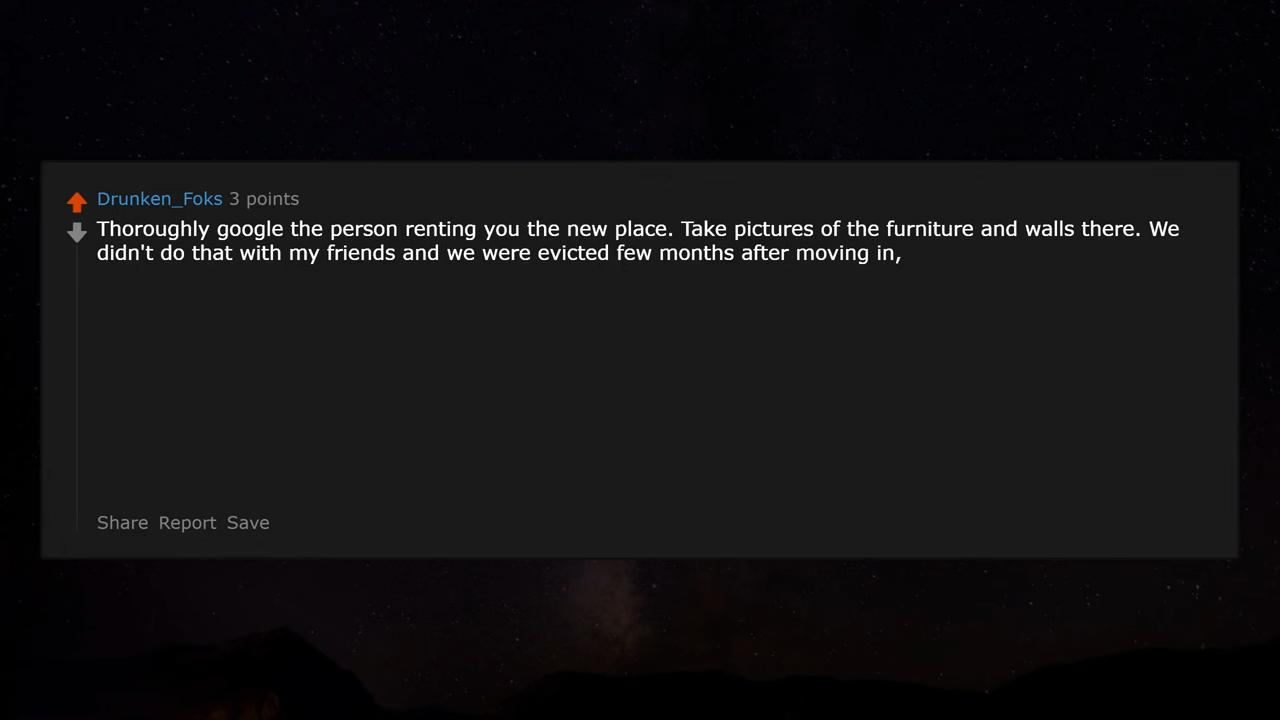 Drunken_Foks 3 points
Thoroughly google the person renting you the new place. Take pictures of the furniture and walls there. We
didn't do that with my friends and we were evicted few months after moving in,
Share Report Save